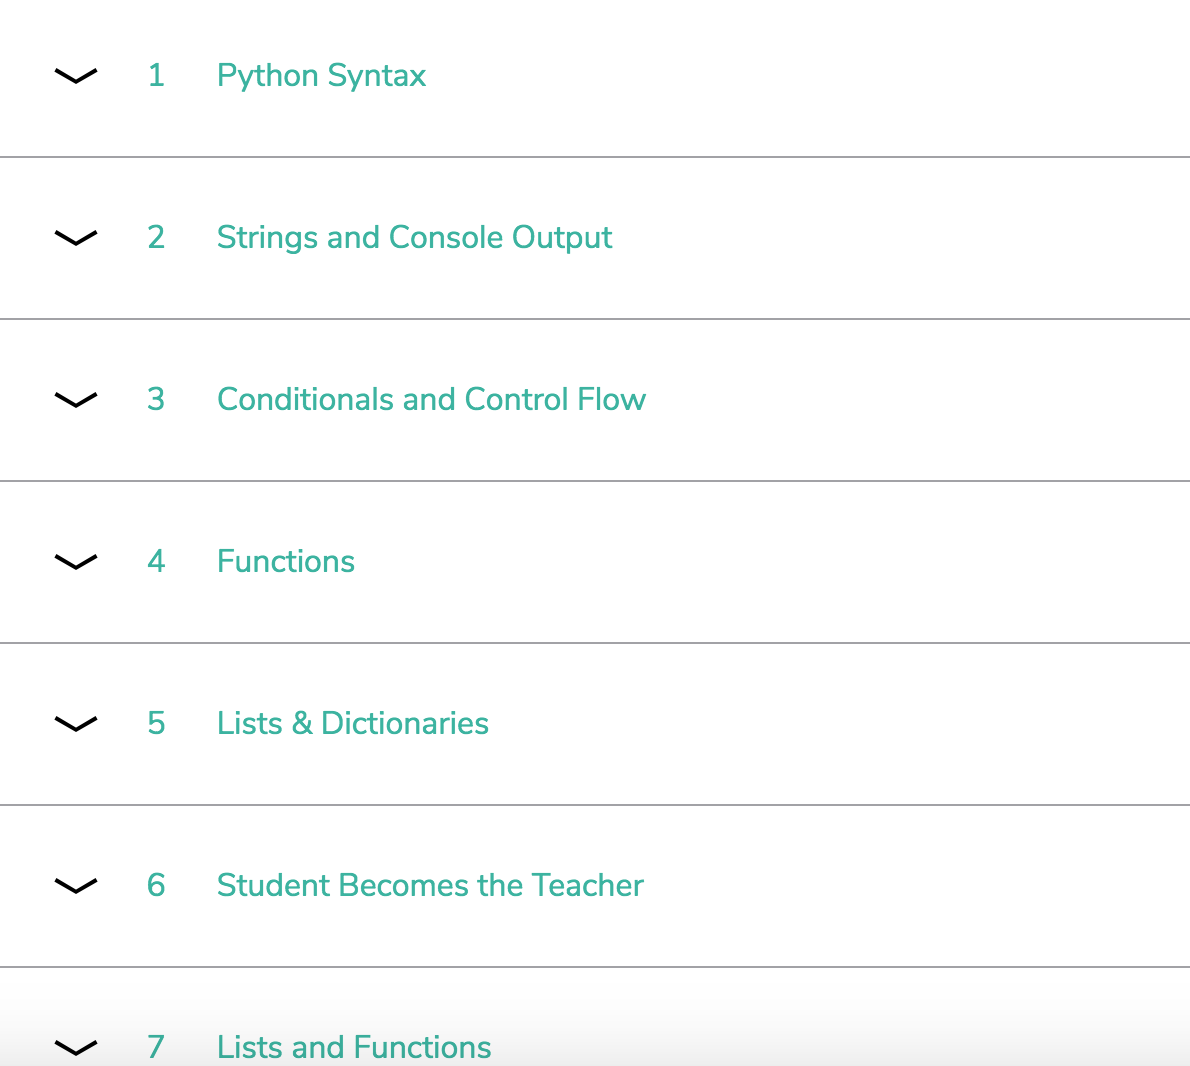 1 Python Syntax
2 Strings and Console Output
3 Conditionals and Control Flow
4 Functions
5 Lists & Dictionaries
6 Student Becomes the Teacher
7 Lists and Functions